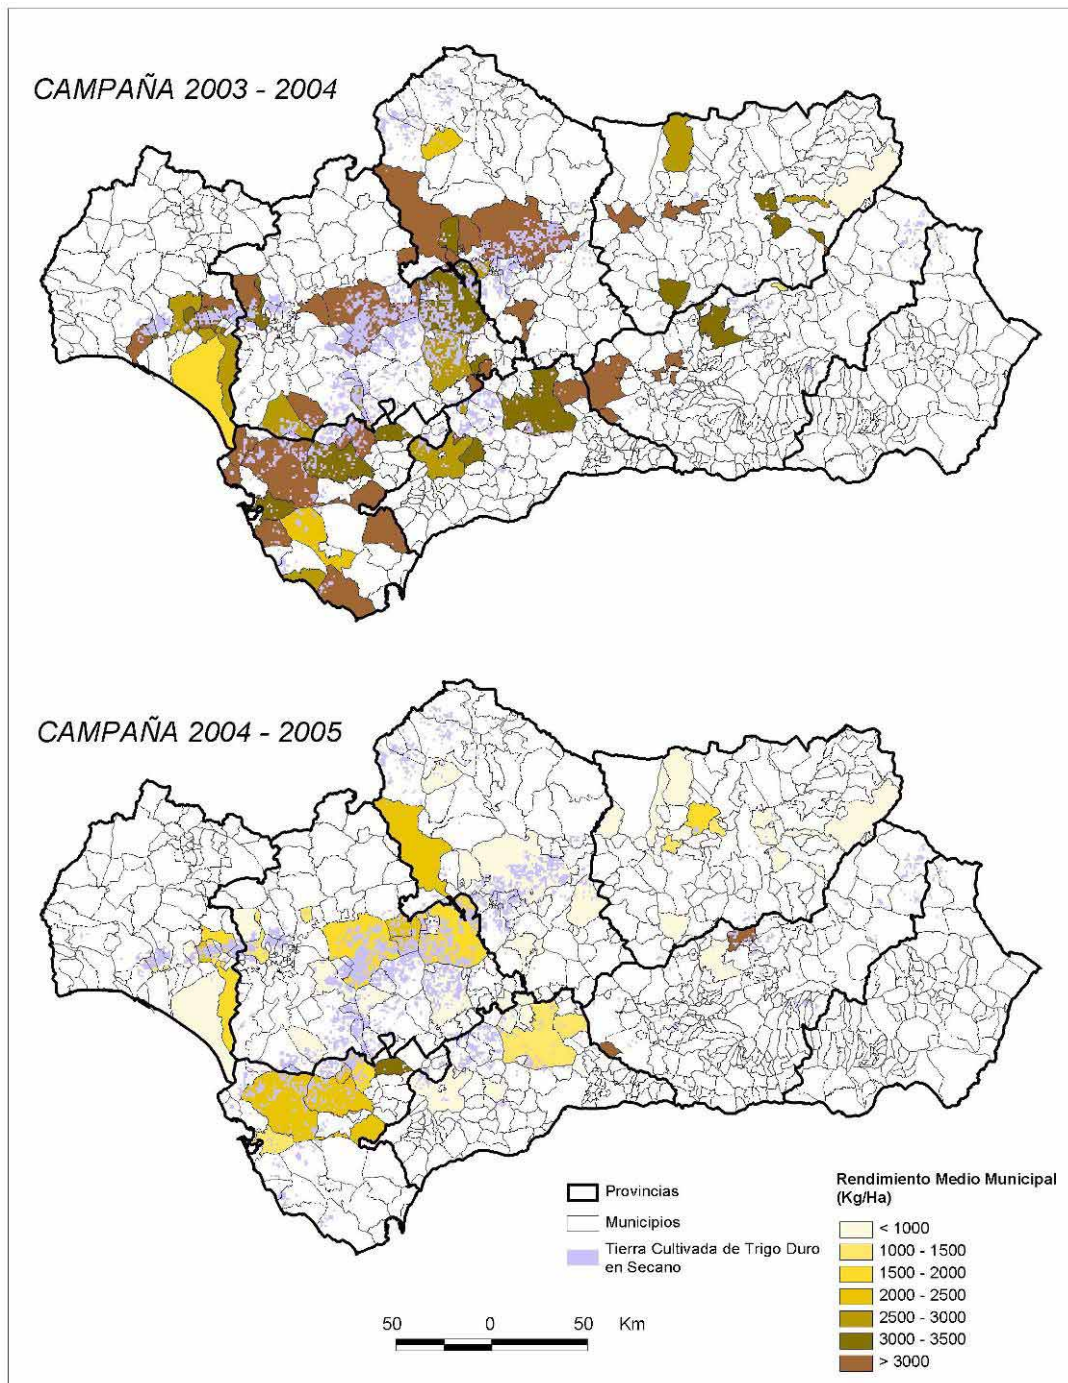 CAMPAÑA 2003 - 2004
CAMPAÑA 2004 - 2005
Provincias
Municipios
Tierra Cultivada de Trigo Duro
en Secano
50 0 50 Km
Rendimiento Medio Municipal
(Kg/Ha)
< 1000
1000 - 1500
1500 - 2000
2000 - 2500
2500 - 3000
3000 - 3500
> 3000